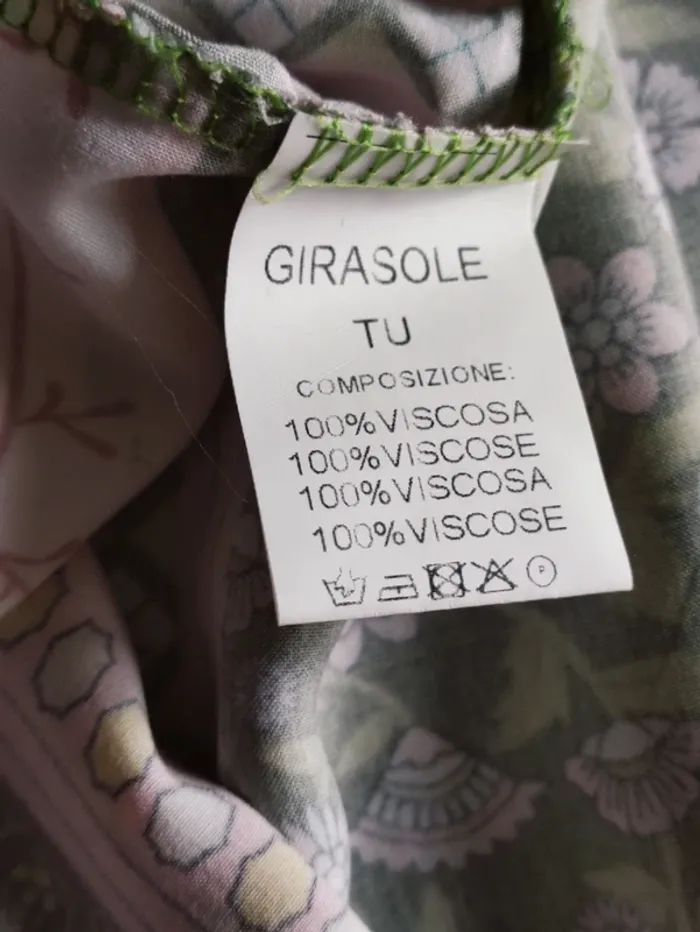 GIRASOLE
TU
COMPOSIZIONE:
100%VISCOSA
100%VISCOSE
100%VISCOSA
100%VISCOSE
P